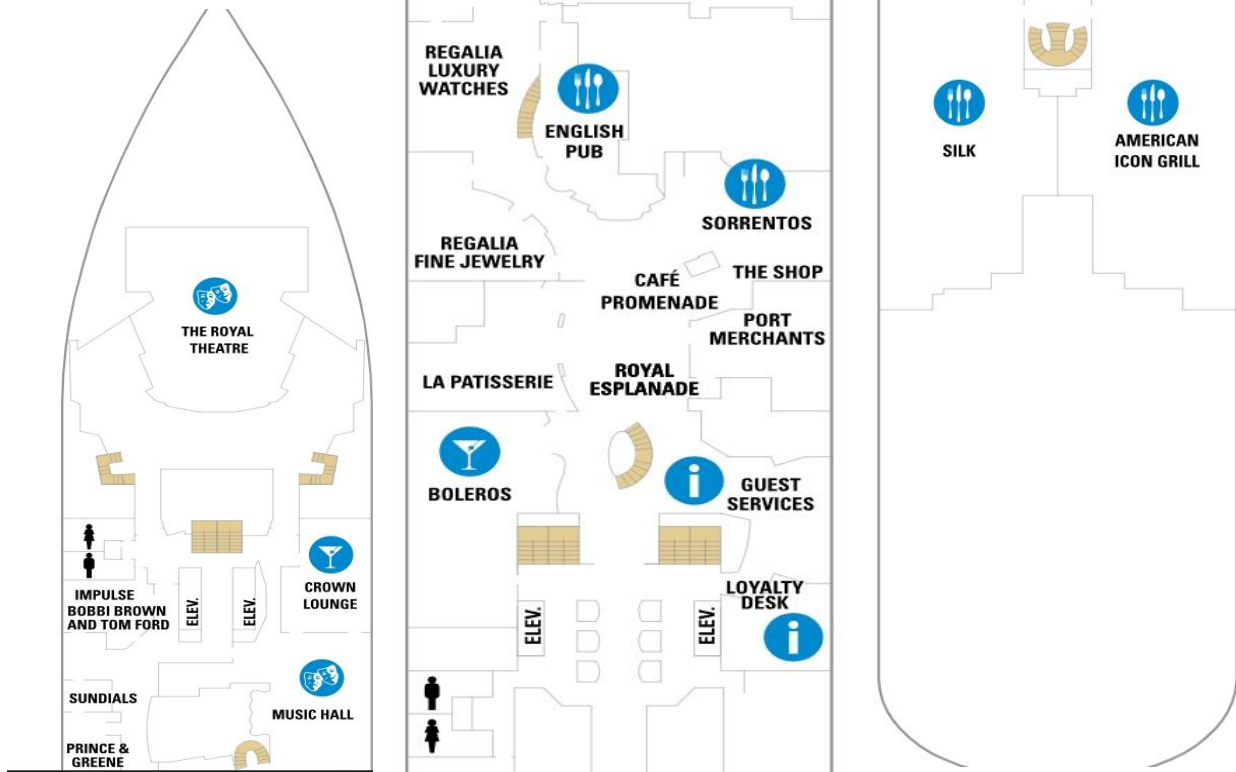 THE ROYAL
THEATRE
CROWN
LOUNGE
IMPULSE
BOBBI BROWN
AND TOM FORD
ELEV.
ELEV.
SUNDIALS
MUSIC HALL
PRINCE &
GREENE
REGALIA
LUXURY
WATCHES
ENGLISH
PUB
SORRENTOS
REGALIA
FINE JEWELRY
CAFÉ
PROMENADE
THE SHOP
PORT
MERCHANTS
LA PATISSERIE
ROYAL
ESPLANADE
BOLEROS
i
GUEST
SERVICES
LOYALTY
DESK
ELEV.
ELEV.
i
SILK
AMERICAN
ICON GRILL